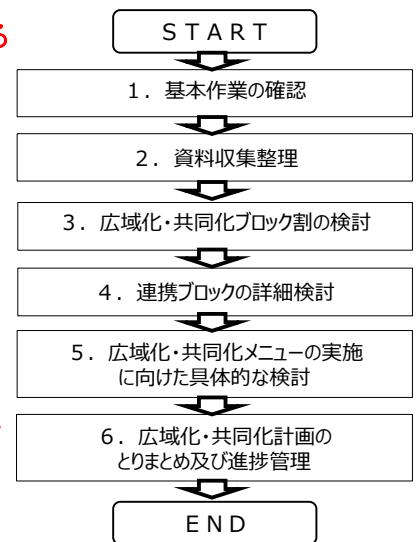 る
ＳＴＡＲＴ
１．基本作業の確認
２．資料収集整理
３．広域化・共同化ブロック割の検討
４．連携ブロックの詳細検討
５．広域化・共同化メニューの実施
に向けた具体的な検討
６．広域化・共同化計画の
とりまとめ及び進捗管理
ＥＮＤ